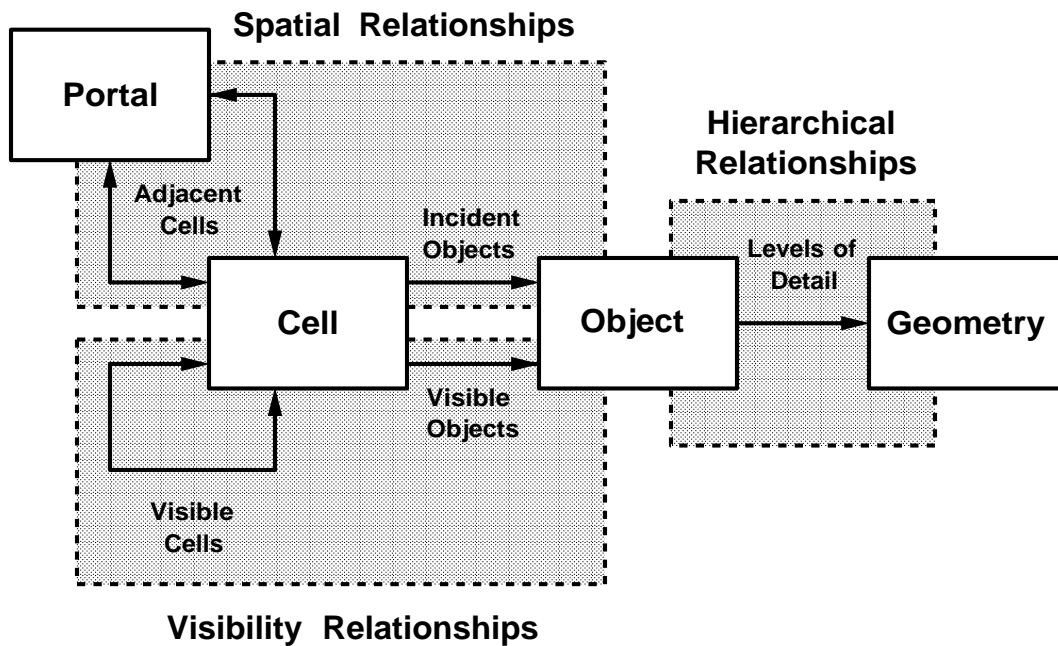 Spatial Relationships
Portal
Hierarchical
Relationships
Adjacent
Cells
Incident
Objects
Levels of
Detail
Cell
Object
Geometry
Visible
Objects
Visible
Cells
Visibility Relationships